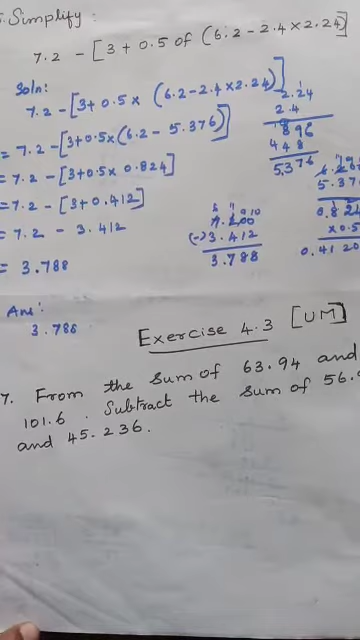 5. Simplify:
7.2 - [3 + 0.5 of (6.2 - 2.4 x 2.24]
Soln:
7.2 - [3 + 0.5 x (6.2 - 2.4 x 2.24)]
= 7.2 - [3 + 0.5 x (6.2 - 5.376)]
= 7.2 - [3 + 0.5 x 0.824]
= 7.2 - [3 + 0.412]
= 7.2 - 3.412
= 3.788
2.24
2.4
896
448
5.376
7.200
(-) 3.412
3.788
0.824
x 0.5
0.4120
Ans:
3.788
Exercise 4.3 [UM]
7. From the sum of 63.94 and
101.6. Subtract the sum of
and 45.236.